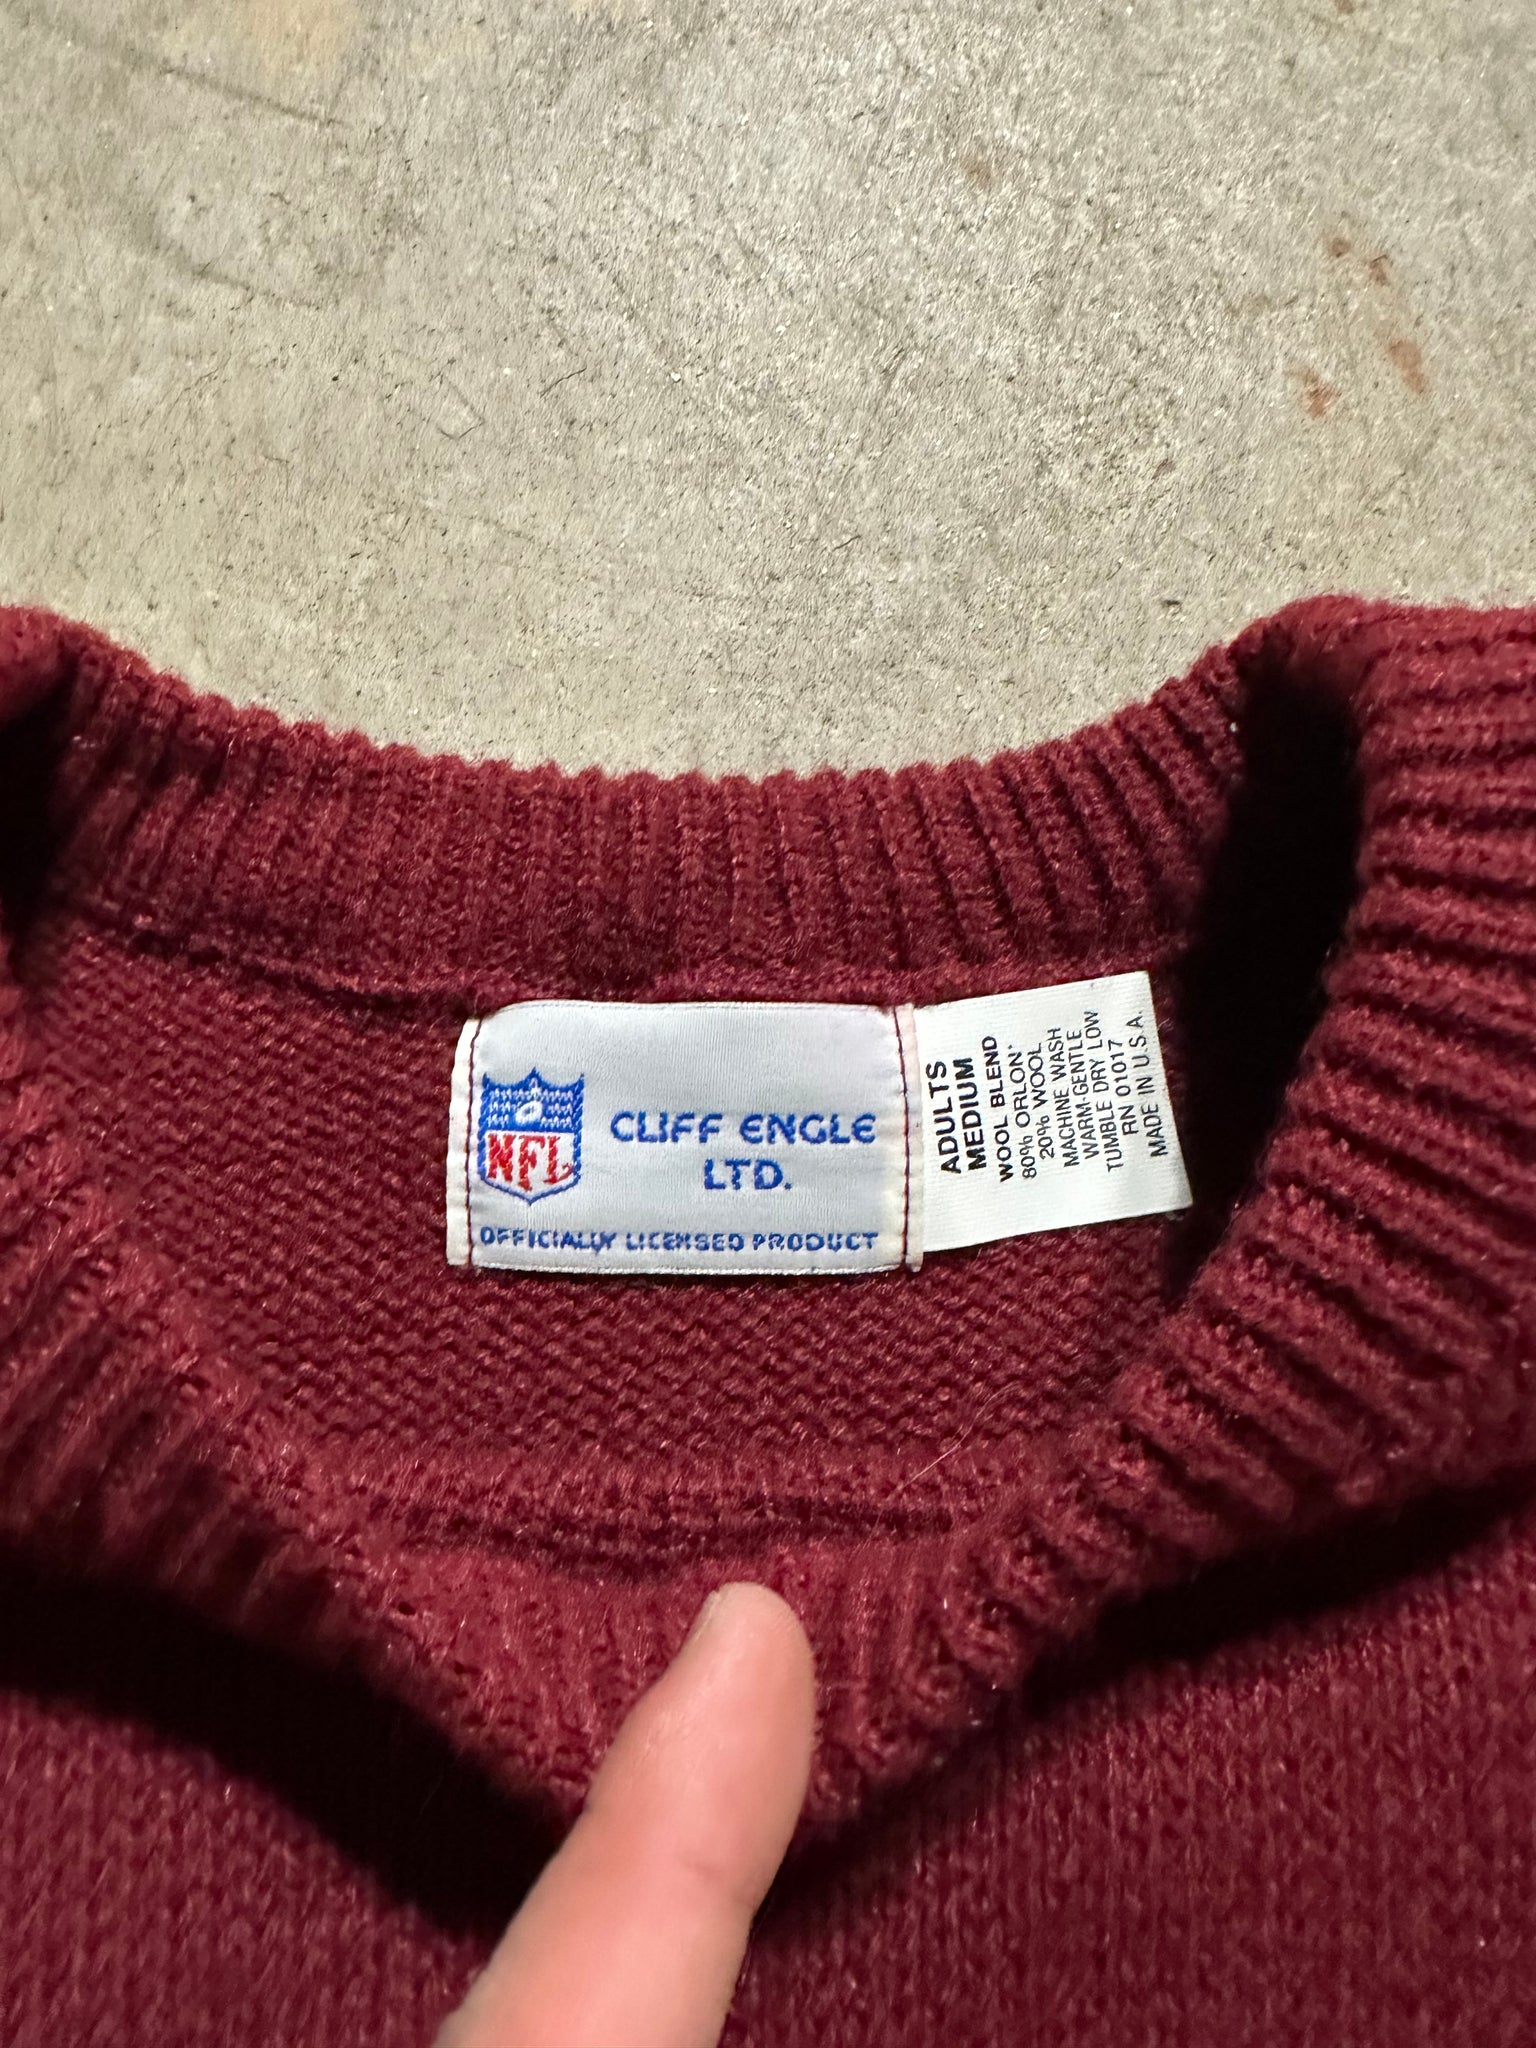 NFL
CLIFF ENGLE
LTD.
OFFICIALLY LICENSED PRODUCT
ADULTS
MEDIUM
WOOL BLEND
80% ORLON*
20% WOOL
MACHINE WASH
WARM-GENTLE
TUMBLE DRY LOW
RN 01017
MADE IN U.S.A.